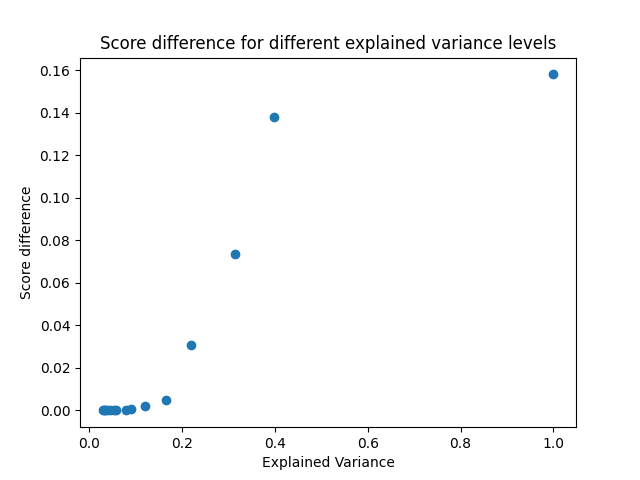 Score difference for different explained variance levels
0.16
0.14
0.12
0.10
0.08
0.06
0.04
0.02
0.00
Score difference
0.0 0.2 0.4 0.6 0.8 1.0
Explained Variance